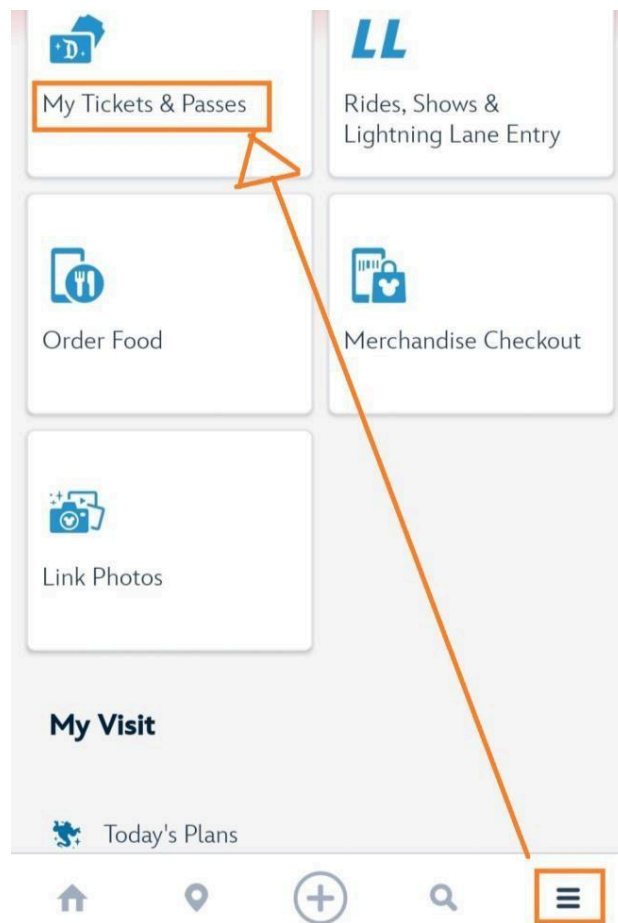 D
LL
My Tickets & Passes
Rides, Shows &
Lightning Lane Entry
Order Food
Merchandise Checkout
Link Photos
My Visit
Today's Plans